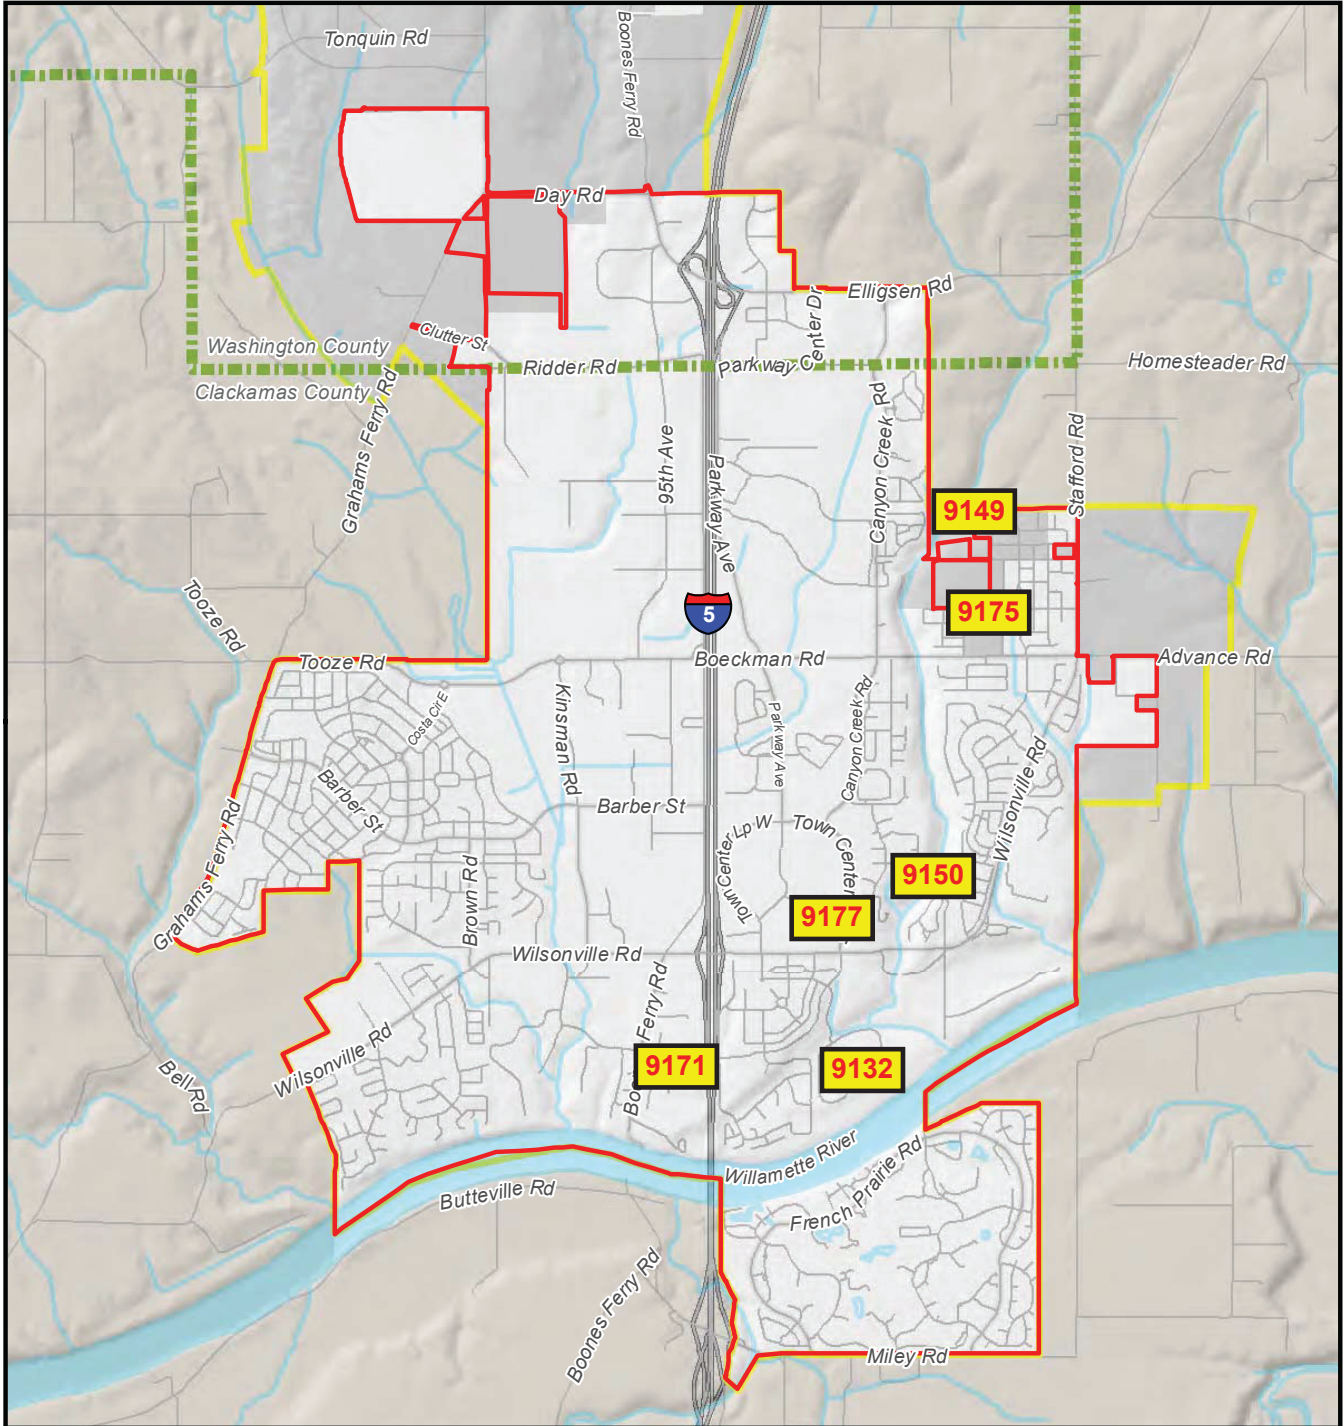 Tonquin Rd
Boones Ferry Rd
Day Rd
Elligsen Rd
Parkway Center Dr
Clutter St
Washington County
Ridder Rd
Homesteader Rd
Clackamas County
Grahams Ferry Rd
95th Ave
Parkway Ave
Canyon Creek Rd
Stafford Rd
9149
Tooze Rd
5
9175
Tooze Rd
Boeckman Rd
Advance Rd
Costa Cir E
Kinsman Rd
Parkway Ave
Canyon Creek Rd
Barber St
Barber St
Town Center Lp W
Town Center
Wilsonville Rd
Grahams Ferry Rd
Brown Rd
9150
9177
Wilsonville Rd
Ferry Rd
Wilsonville Rd
9171
9132
Bell Rd
Willamette River
Butteville Rd
French Prairie Rd
Boones Ferry Rd
Miley Rd